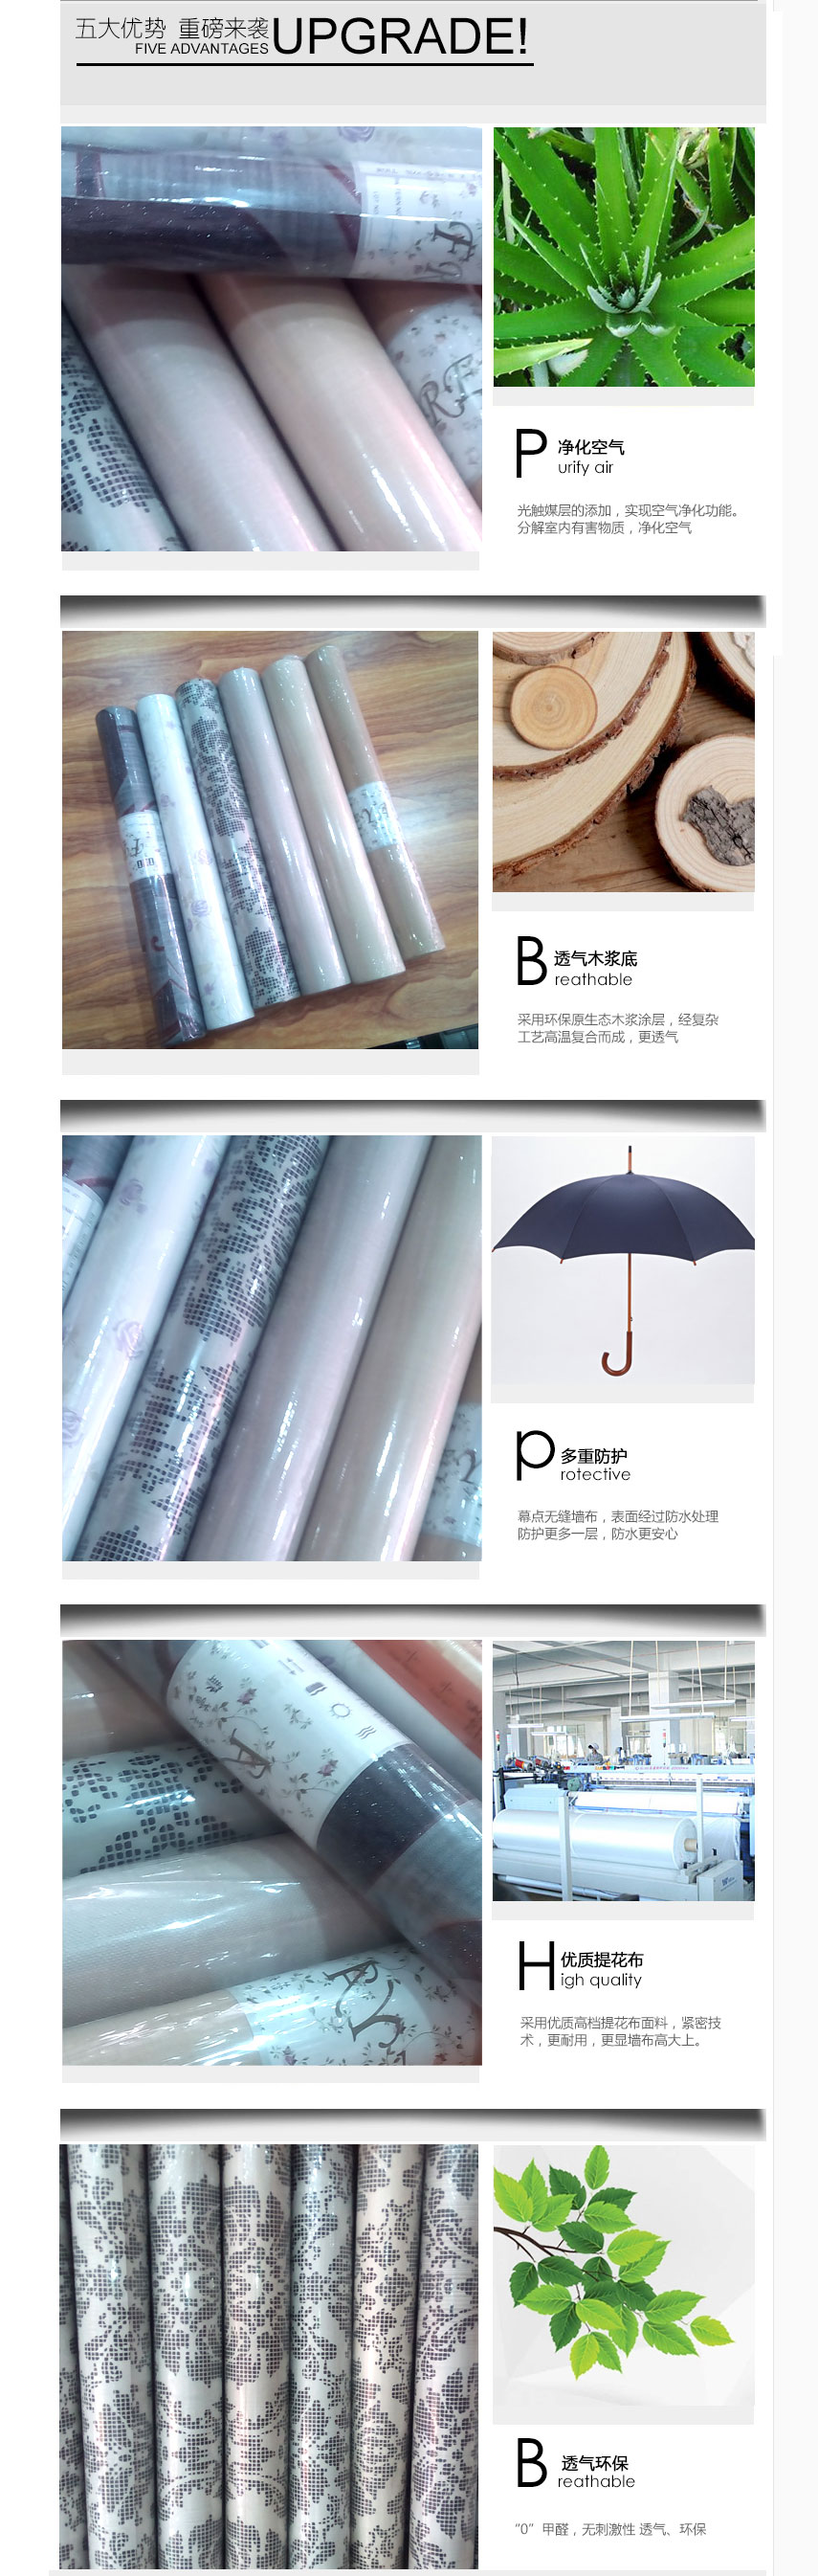 五大优势 重磅来袭
FIVE ADVANTAGES
UPGRADE!
P 净化空气
urify air
光触媒层的添加，实现空气净化功能。
分解室内有害物质，净化空气
B 透气木浆底
reathable
采用环保原生态木浆涂层，经复杂
工艺高温复合而成，更透气
p 多重防护
rotective
幕点无缝墙布，表面经过防水处理
防护更多一层，防水更安心
H 优质提花布
igh quality
采用优质高档提花布面料，紧密技
术，更耐用，更显墙布高大上。
B 透气环保
reathable
“0”甲醛，无刺激性 透气、环保